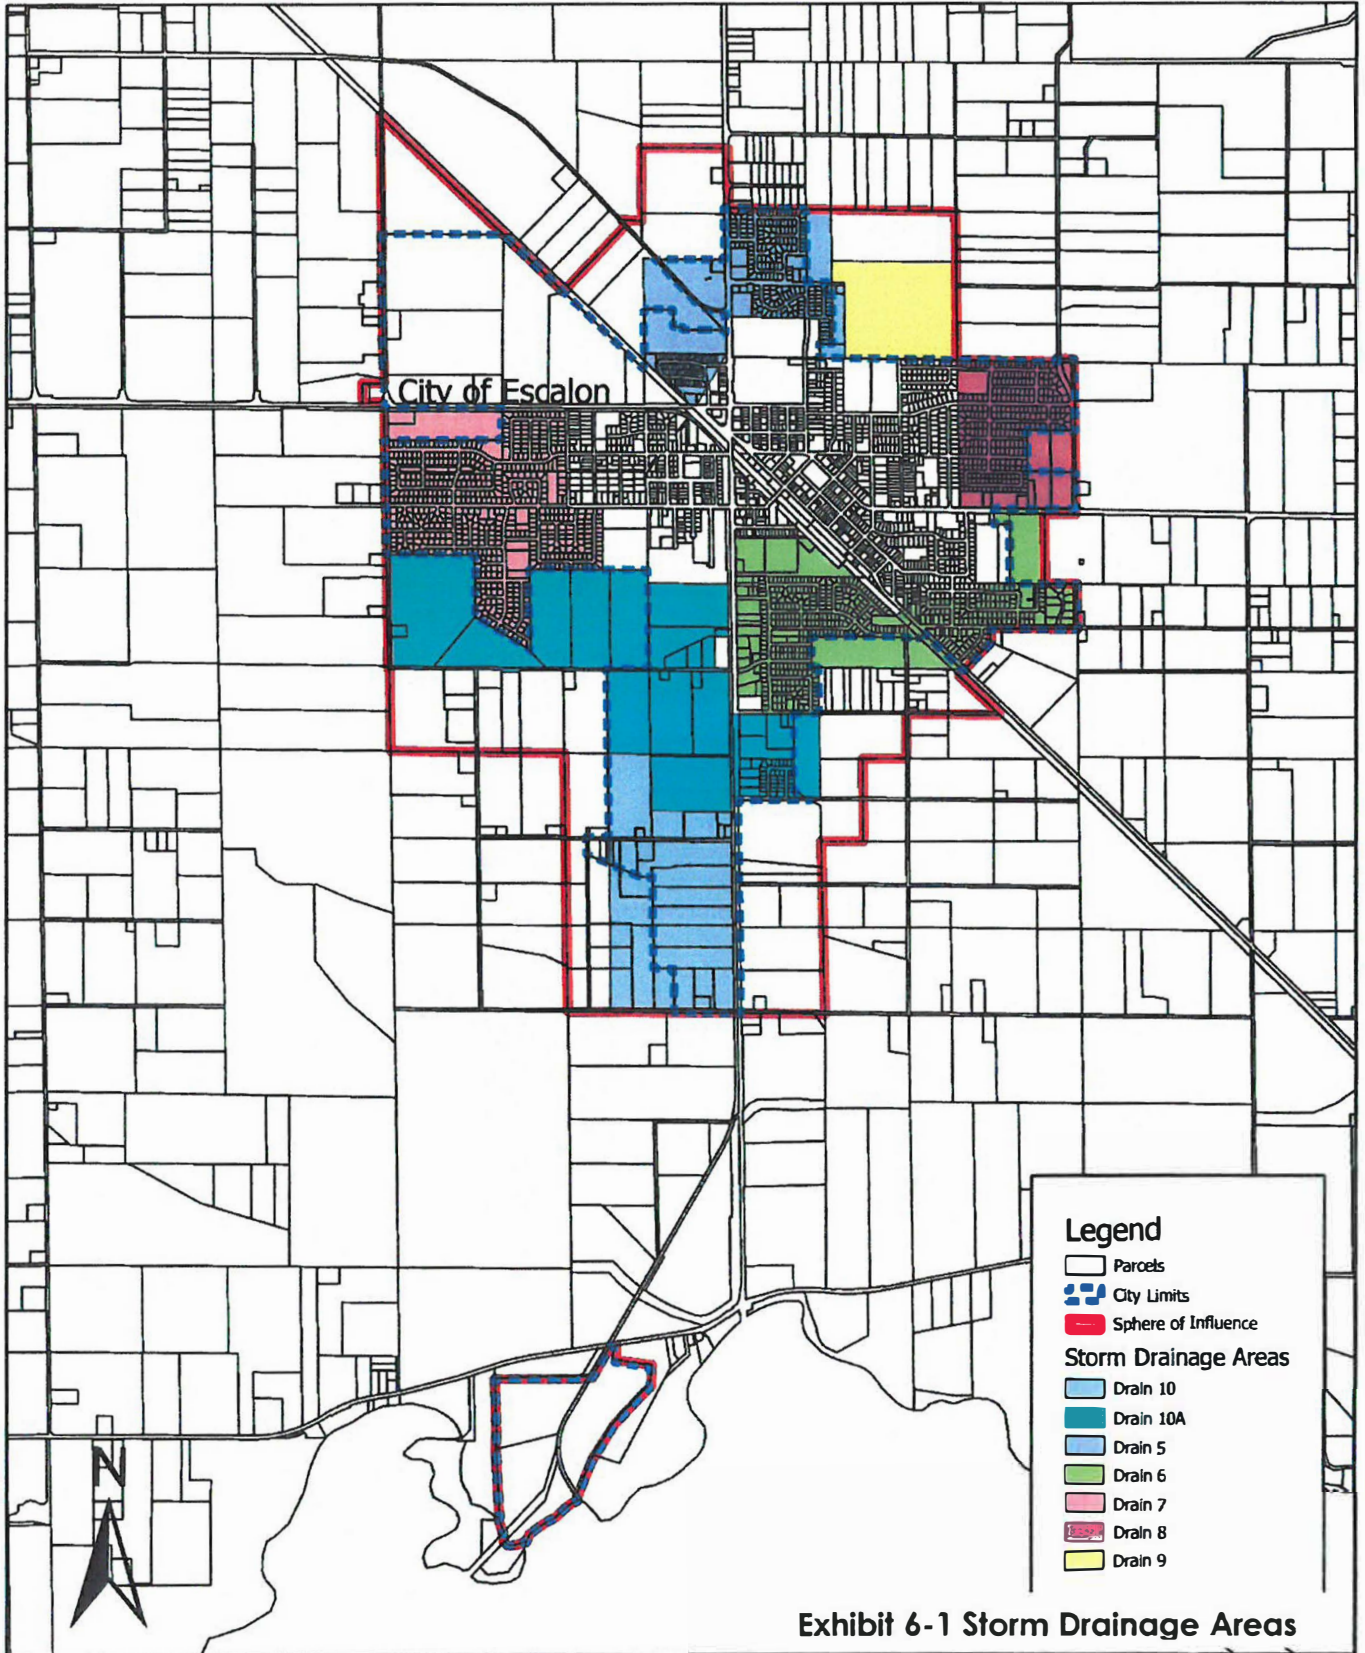 City of Escalon
Legend
Parcels
City Limits
Sphere of Influence
Storm Drainage Areas
Drain 10
Drain 10A
Drain 5
Drain 6
Drain 7
Drain 8
Drain 9
N
Exhibit 6-1 Storm Drainage Areas